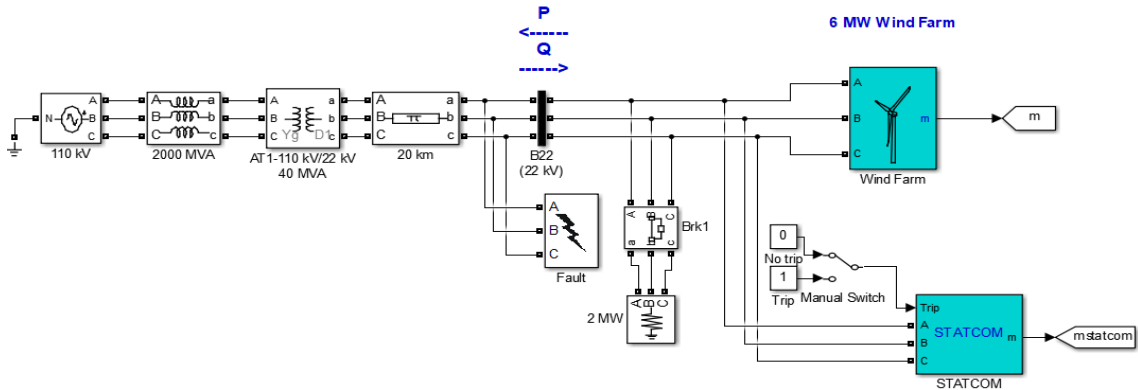 P
<------
Q
------>
6 MW Wind Farm
N
A
B
C
110 kV
A
B
C
a
b
c
2000 MVA
A
B
C
Yg
D1
a
b
c
AT1-110 kV/22 kV
40 MVA
A
B
C
π
a
b
c
20 km
B22
(22 kV)
A
B
C
Fault
A
B
C
a
b
c
Brk1
A
B
C
2 MW
A
B
C
m
Wind Farm
m
0
No trip
1
Trip
Manual Switch
Trip
A
B
C
STATCOM
m
STATCOM
mstatcom